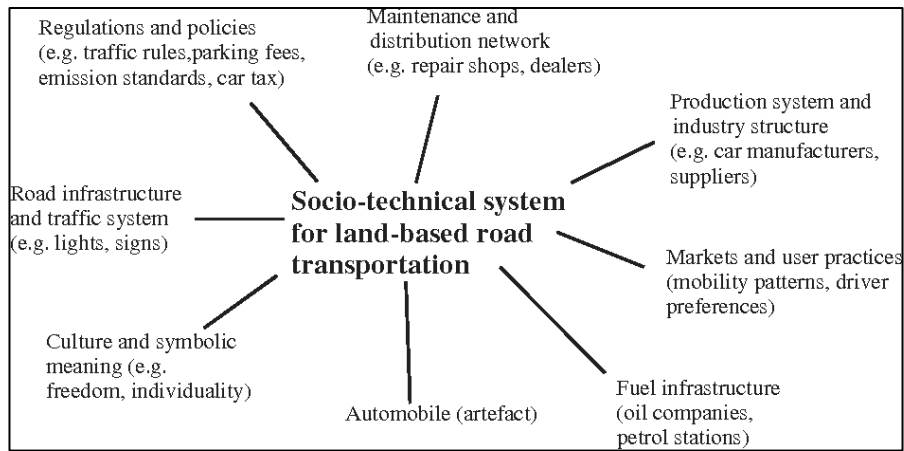 Regulations and policies
(e.g. traffic rules,parking fees,
emission standards, car tax)
Maintenance and
distribution network
(e.g. repair shops, dealers)
Production system and
industry structure
(e.g. car manufacturers,
suppliers)
Road infrastructure
and traffic system
(e.g. lights, signs)
Socio-technical system
for land-based road
transportation
Markets and user practices
(mobility patterns, driver
preferences)
Culture and symbolic
meaning (e.g.
freedom, individuality)
Automobile (artefact)
Fuel infrastructure
(oil companies,
petrol stations)